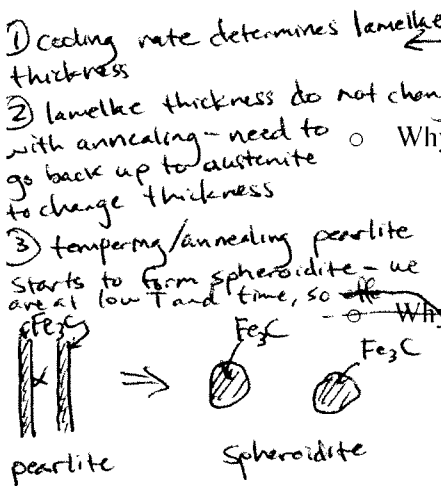 ① cooling rate determines lamellae
thickness
② lamellae thickness do not chan
with annealing - need to
go back up to austenite
to change thickness
③ tempering/annealing pearlite
starts to form spheroidite - we
are at low T and time, so
○ Why
○ Why
Fe₃C
Fe₃C
Fe₃C
α
⇒
pearlite
Spheroidite